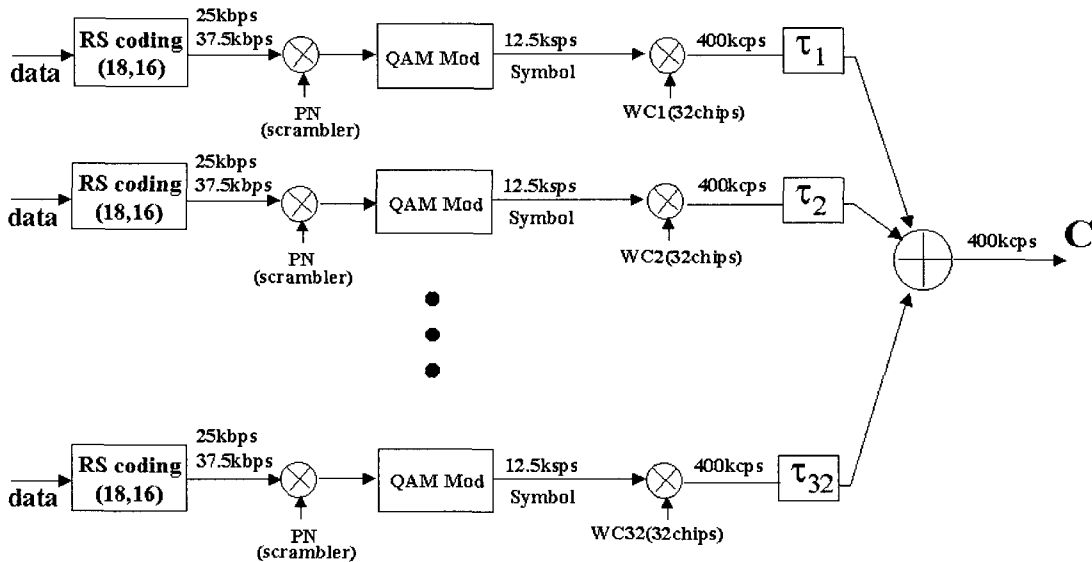 data
RS coding
(18,16)
25kbps
37.5kbps
PN
(scrambler)
QAM Mod
12.5ksps
Symbol
WC1(32chips)
400kcps
τ1
data
RS coding
(18,16)
25kbps
37.5kbps
PN
(scrambler)
QAM Mod
12.5ksps
Symbol
WC2(32chips)
400kcps
τ2
400kcps
C
data
RS coding
(18,16)
25kbps
37.5kbps
PN
(scrambler)
QAM Mod
12.5ksps
Symbol
WC32(32chips)
400kcps
τ32